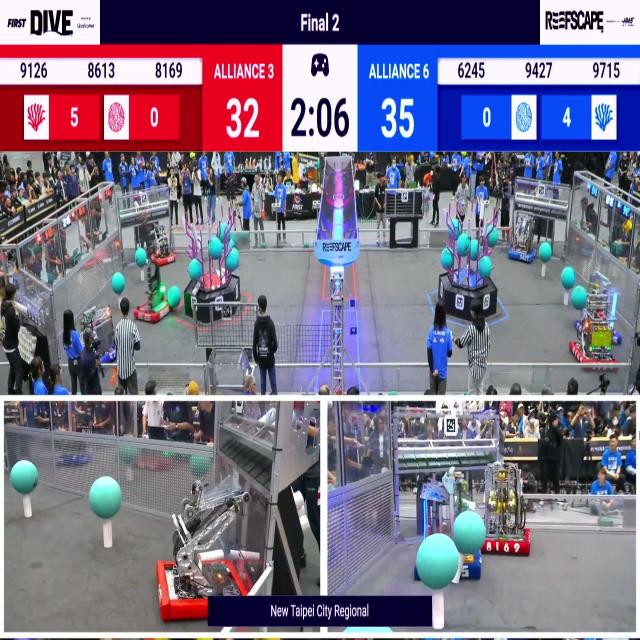 FIRST DIVE
Final 2
REEFSCAPE
9126 8613 8169
ALLIANCE 3
ALLIANCE 6
6245 9427 9715
5 0
32
2:06
35
0 4
REEFSCAPE
8169
New Taipei City Regional